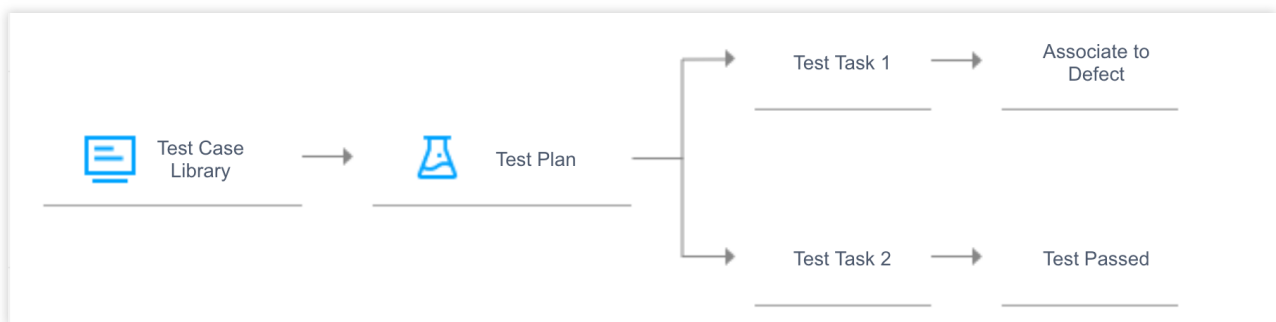 Test Case
Library
Test Plan
Test Task 1
Associate to
Defect
Test Task 2
Test Passed